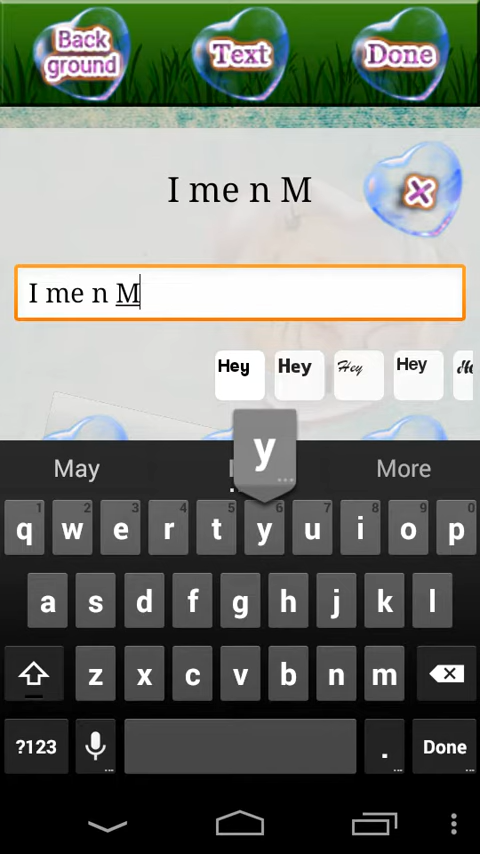 Back
ground
Text
Done
I me n M
x
I me n M
Hey
Hey
Hey
Hey
y
May
More
1 2 3 4 5 6 7 8 9 0
q w e r t y u i o p
a s d f g h j k l
z x c v b n m
?123
.
Done